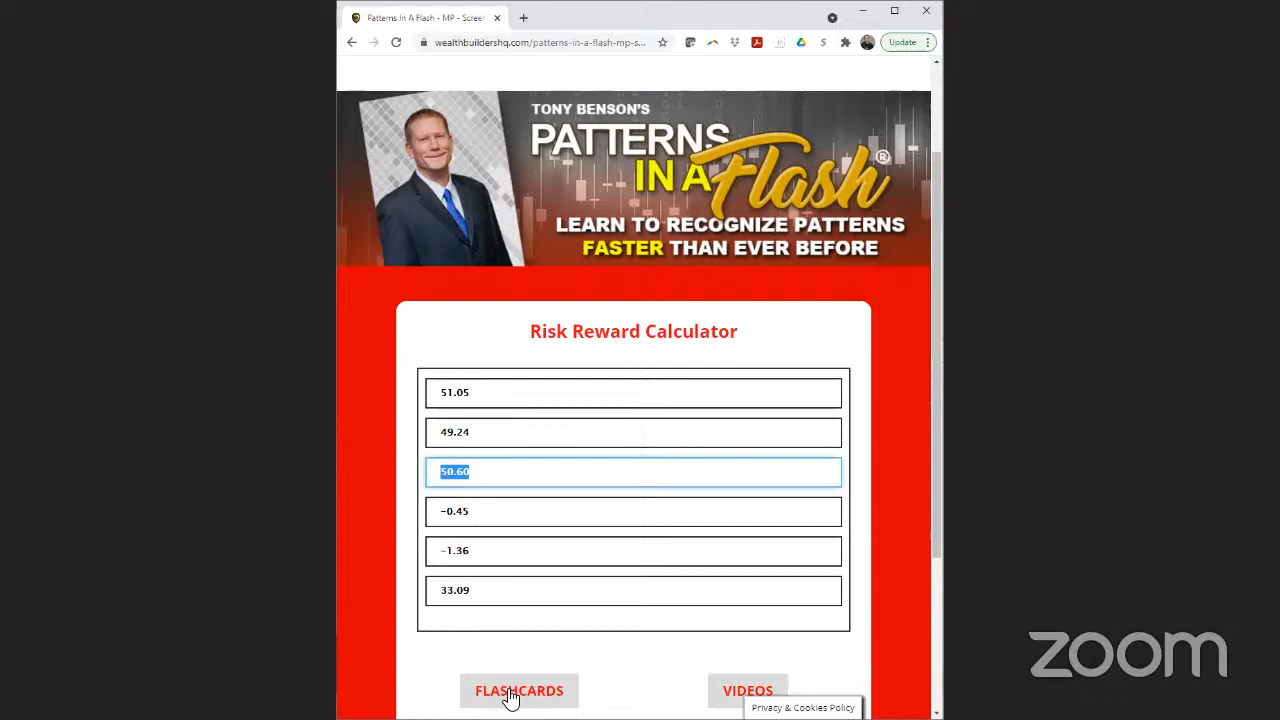 Patterns In A Flash - MP - Scree
wealthbuildershq.com/patterns-in-a-flash-mp-s...
Update
TONY BENSON'S
PATTERNS
IN A Flash®
LEARN TO RECOGNIZE PATTERNS
FASTER THAN EVER BEFORE
Risk Reward Calculator
51.05
49.24
50.60
-0.45
-1.36
33.09
FLASHCARDS
VIDEOS
Privacy & Cookies Policy
zoom